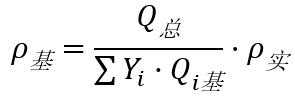 ρ基 = Q总 / ∑ Yi · Qi基 · ρ实